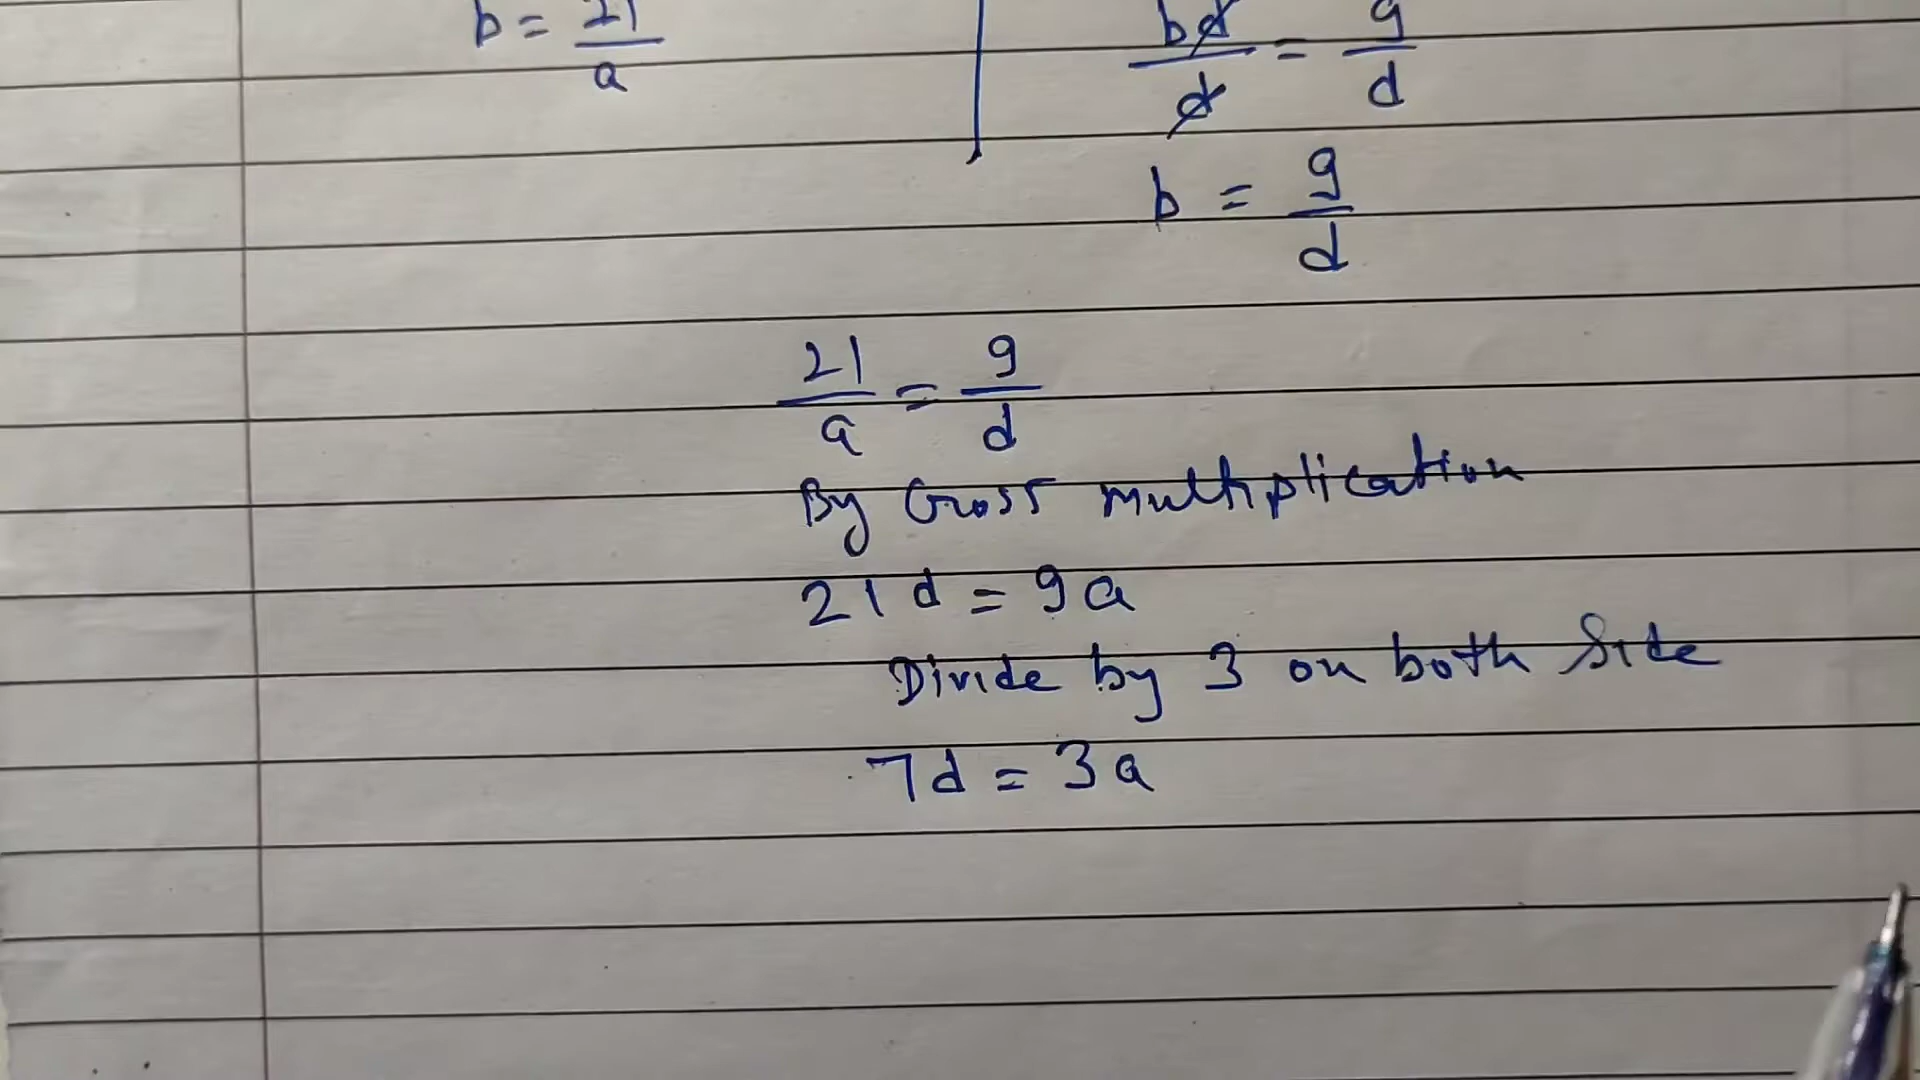 b = 21/a
bd/d = 9/d
b = 9/d
21/a = 9/d
By Cross multiplication
21d = 9a
Divide by 3 on both Side
7d = 3a